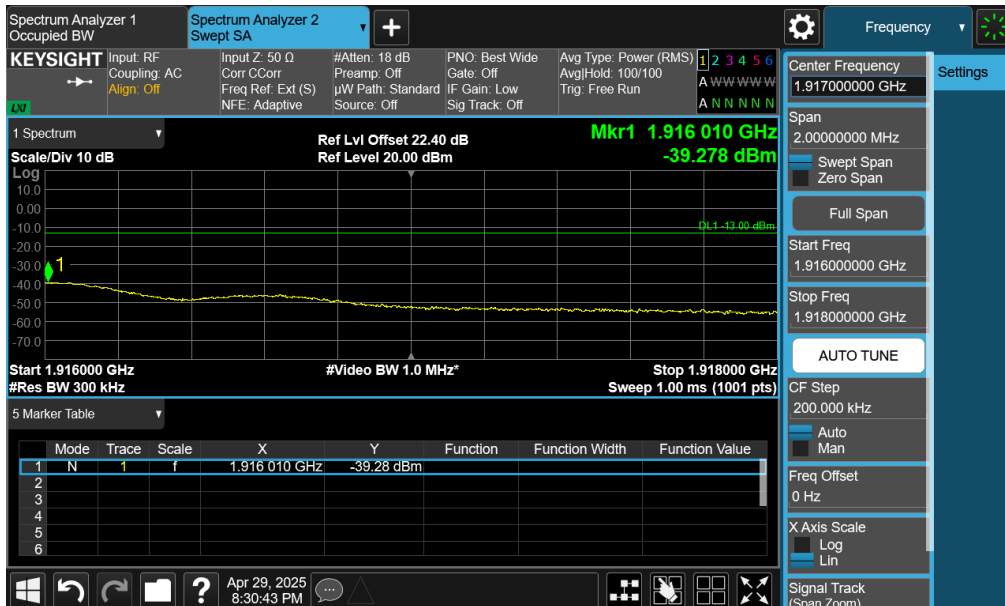 Spectrum Analyzer 1
Occupied BW
Spectrum Analyzer 2
Swept SA
▼
+
Frequency
▼
KEYSIGHT
LXI
Input: RF
Coupling: AC
Align: Off
Input Z: 50 Ω
Corr CCorr
Freq Ref: Ext (S)
NFE: Adaptive
#Atten: 18 dB
Preamp: Off
µW Path: Standard
Source: Off
PNO: Best Wide
Gate: Off
IF Gain: Low
Sig Track: Off
Avg Type: Power (RMS)
Avg|Hold: 100/100
Trig: Free Run
1 2 3 4 5 6
A W W W W W
A N N N N N
1 Spectrum
▼
Scale/Div 10 dB
Ref Lvl Offset 22.40 dB
Ref Level 20.00 dBm
Mkr1 1.916 010 GHz
-39.278 dBm
Log
10.0
0.00
-10.0
-20.0
-30.0
-40.0
-50.0
-60.0
-70.0
DL1 -13.00 dBm
1
Start 1.916000 GHz
#Res BW 300 kHz
#Video BW 1.0 MHz*
Stop 1.918000 GHz
Sweep 1.00 ms (1001 pts)
5 Marker Table
▼
Mode Trace Scale X Y Function Function Width Function Value
1 N 1 f 1.916 010 GHz -39.28 dBm
2
3
4
5
6
Center Frequency
1.917000000 GHz
Settings
Span
2.00000000 MHz
Swept Span
Zero Span
Full Span
Start Freq
1.916000000 GHz
Stop Freq
1.918000000 GHz
AUTO TUNE
CF Step
200.000 kHz
Auto
Man
Freq Offset
0 Hz
X Axis Scale
Log
Lin
Signal Track
(Span Zoom)
?
Apr 29, 2025
8:30:43 PM